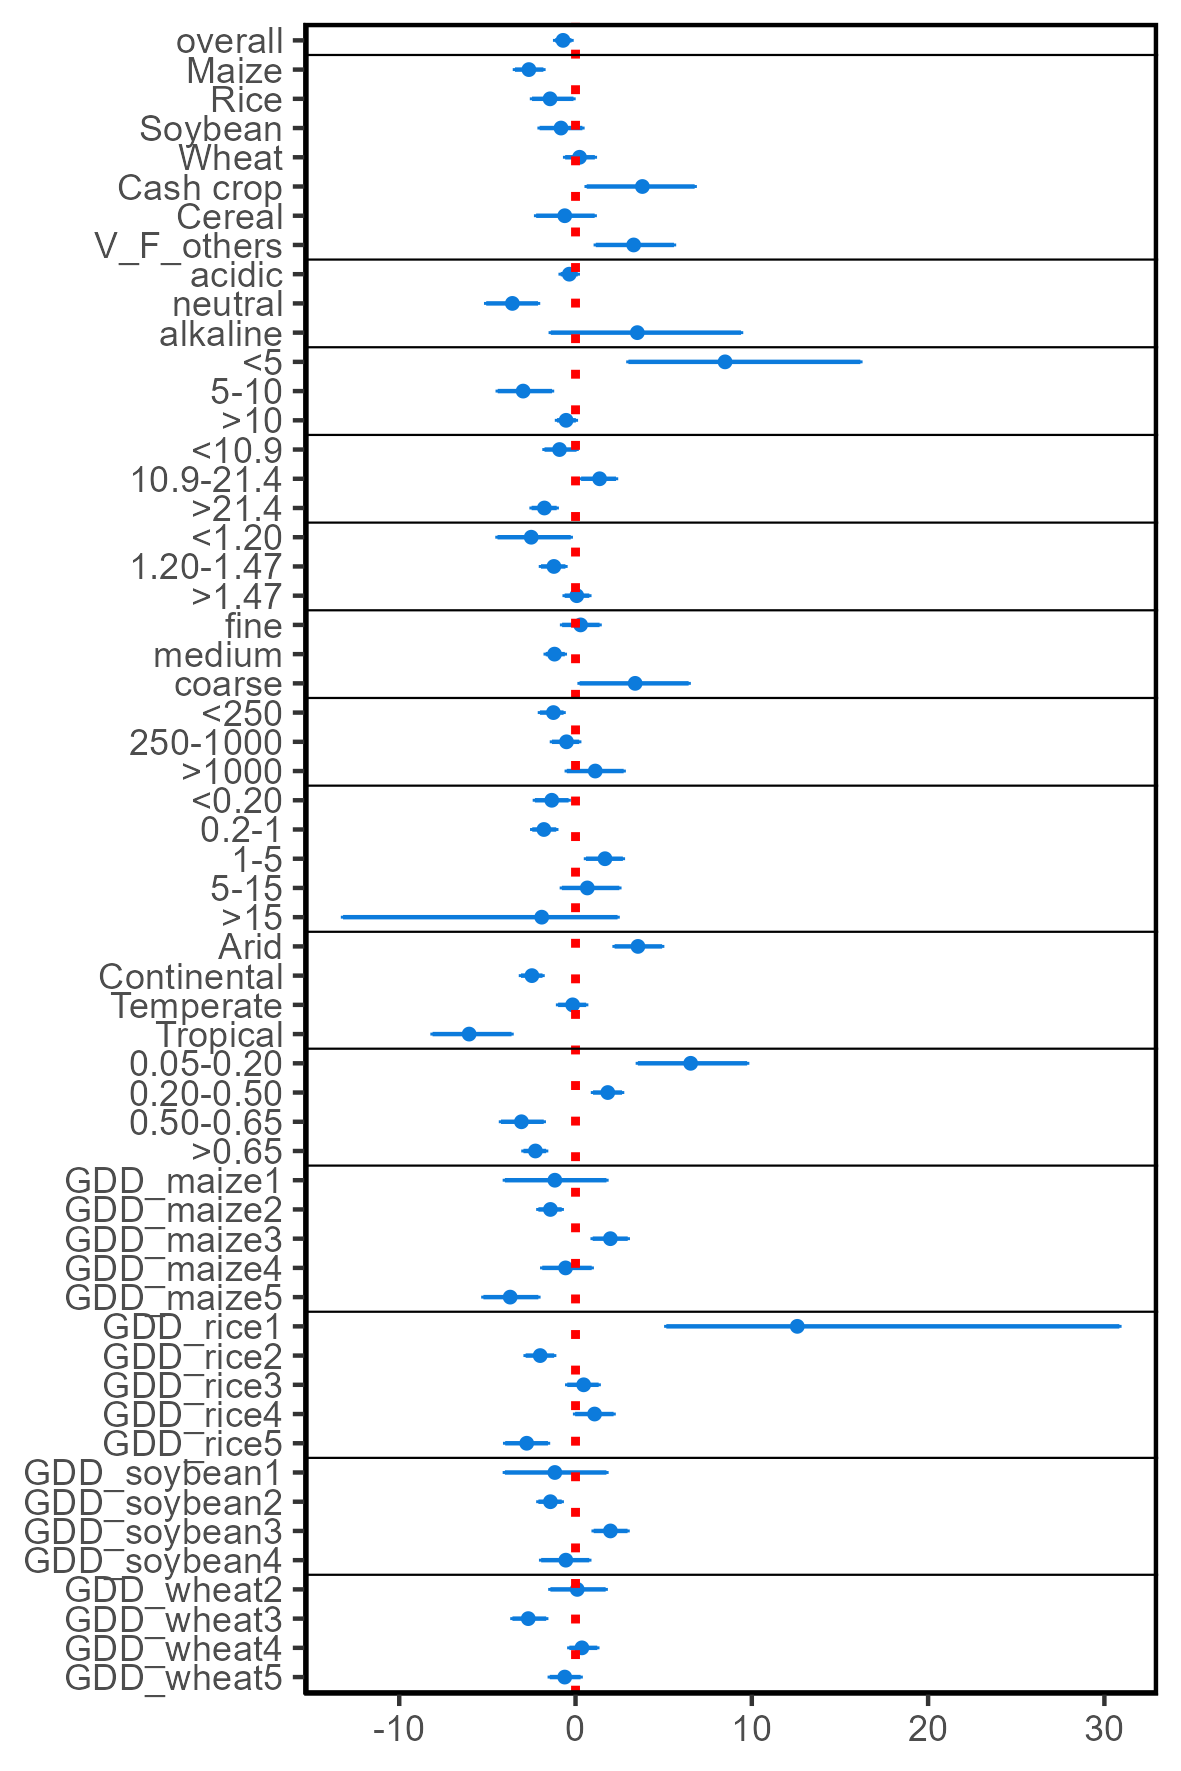 overall
Maize
Rice
Soybean
Wheat
Cash crop
Cereal
V_F_others
acidic
neutral
alkaline
<5
5-10
>10
<10.9
10.9-21.4
>21.4
<1.20
1.20-1.47
>1.47
fine
medium
coarse
<250
250-1000
>1000
<0.20
0.2-1
1-5
5-15
>15
Arid
Continental
Temperate
Tropical
0.05-0.20
0.20-0.50
0.50-0.65
>0.65
GDD_maize1
GDD_maize2
GDD_maize3
GDD_maize4
GDD_maize5
GDD_rice1
GDD_rice2
GDD_rice3
GDD_rice4
GDD_rice5
GDD_soybean1
GDD_soybean2
GDD_soybean3
GDD_soybean4
GDD_wheat2
GDD_wheat3
GDD_wheat4
GDD_wheat5
-10 0 10 20 30